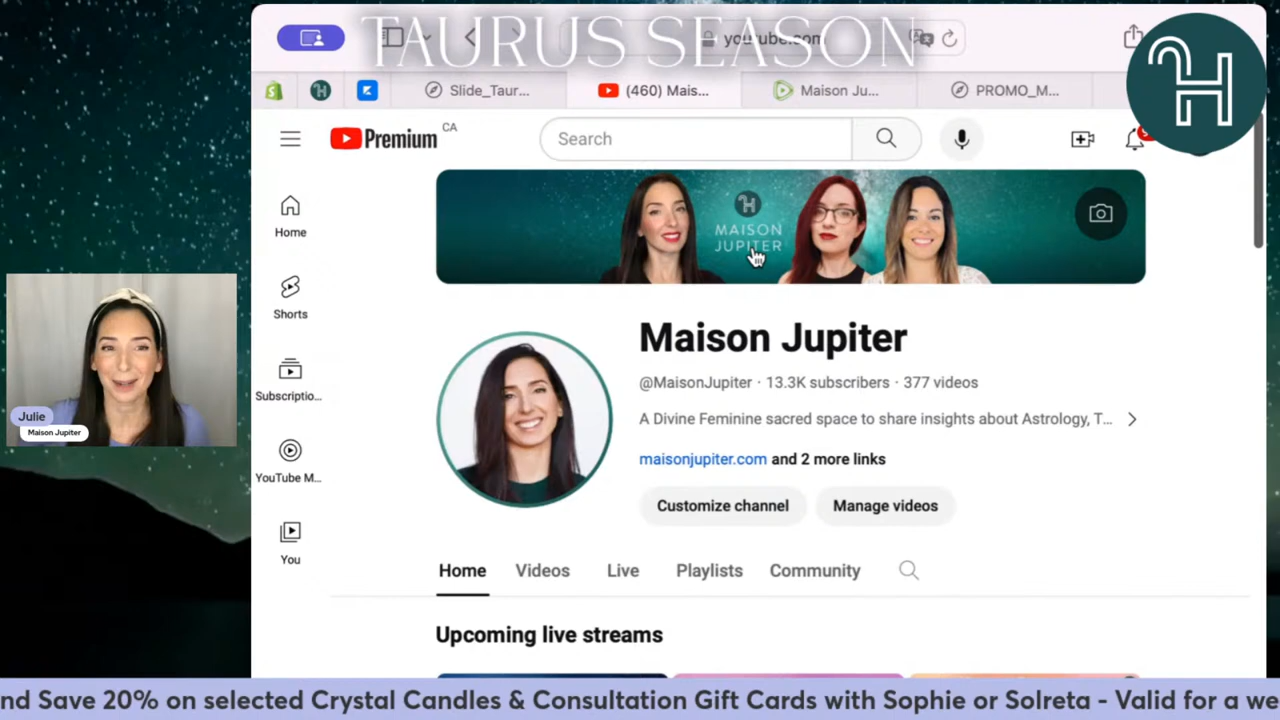 TAURUS SEASON
youtube.com
Slide_Taur...
(460) Mais...
Maison Ju...
PROMO_M...
H
Premium CA
Search
Home
Shorts
Subscriptio...
YouTube M...
You
MAISON
JUPITER
Julie
Maison Jupiter
Maison Jupiter
@MaisonJupiter · 13.3K subscribers · 377 videos
A Divine Feminine sacred space to share insights about Astrology, T...
maisonjupiter.com and 2 more links
Customize channel
Manage videos
Home Videos Live Playlists Community
Upcoming live streams
nd Save 20% on selected Crystal Candles & Consultation Gift Cards with Sophie or Solreta - Valid for a we